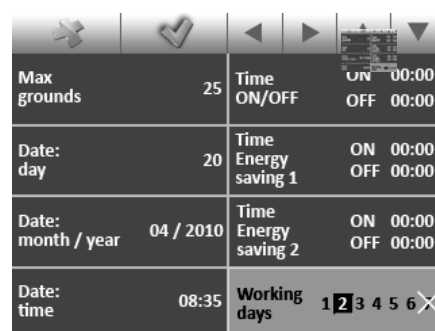 Max
grounds 25
Time
ON/OFF
ON 00:00
OFF 00:00
Date:
day 20
Time
Energy
saving 1
ON 00:00
OFF 00:00
Date:
month / year 04 / 2010
Time
Energy
saving 2
ON 00:00
OFF 00:00
Date:
time 08:35
Working
days 1 2 3 4 5 6 7